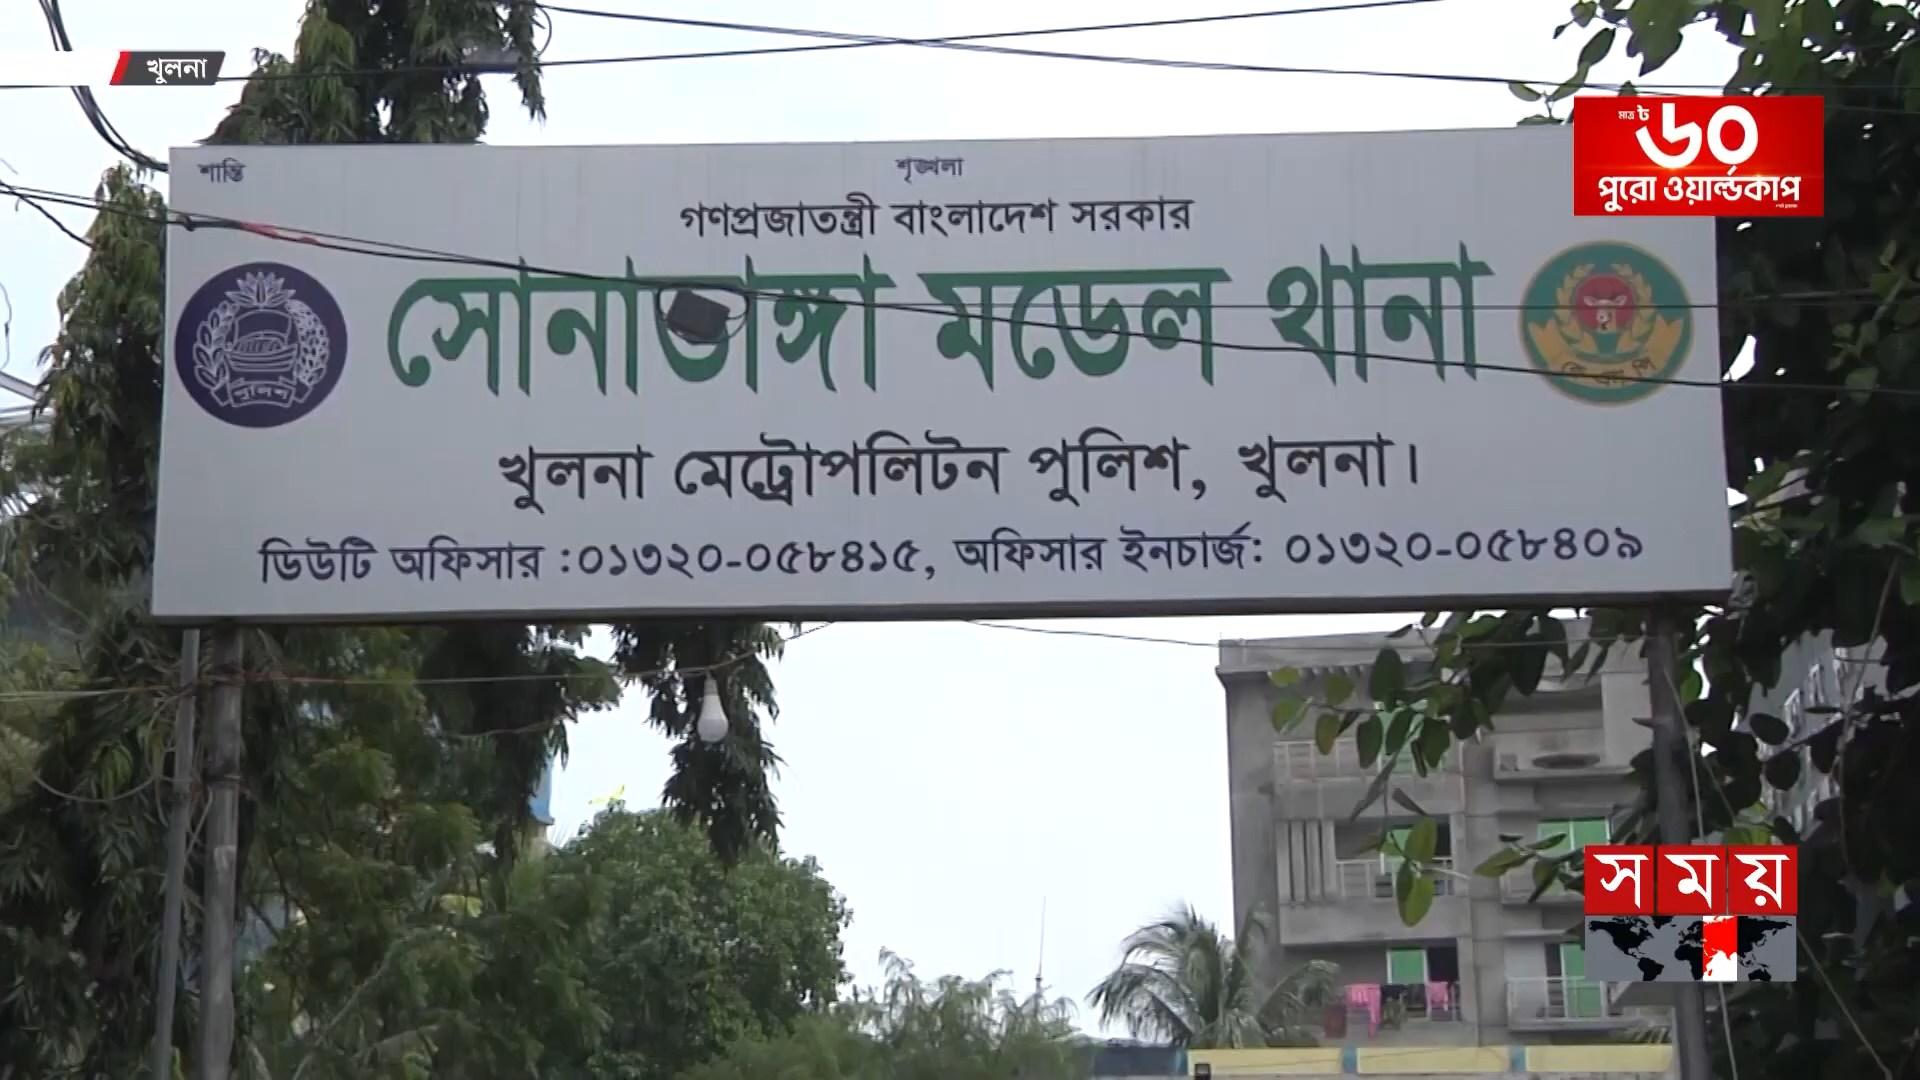 খুলনা
মাত্র ট ৬০
পুরো ওয়ার্ল্ডকাপ
শান্তি শৃঙ্খলা
গণপ্রজাতন্ত্রী বাংলাদেশ সরকার
সোনাডাঙ্গা মডেল থানা
পুলিশ
খুলনা মেট্রোপলিটন পুলিশ, খুলনা।
ডিউটি অফিসার :০১৩২০-০৫৮৪১৫, অফিসার ইনচার্জ: ০১৩২০-০৫৮৪০৯
সময়